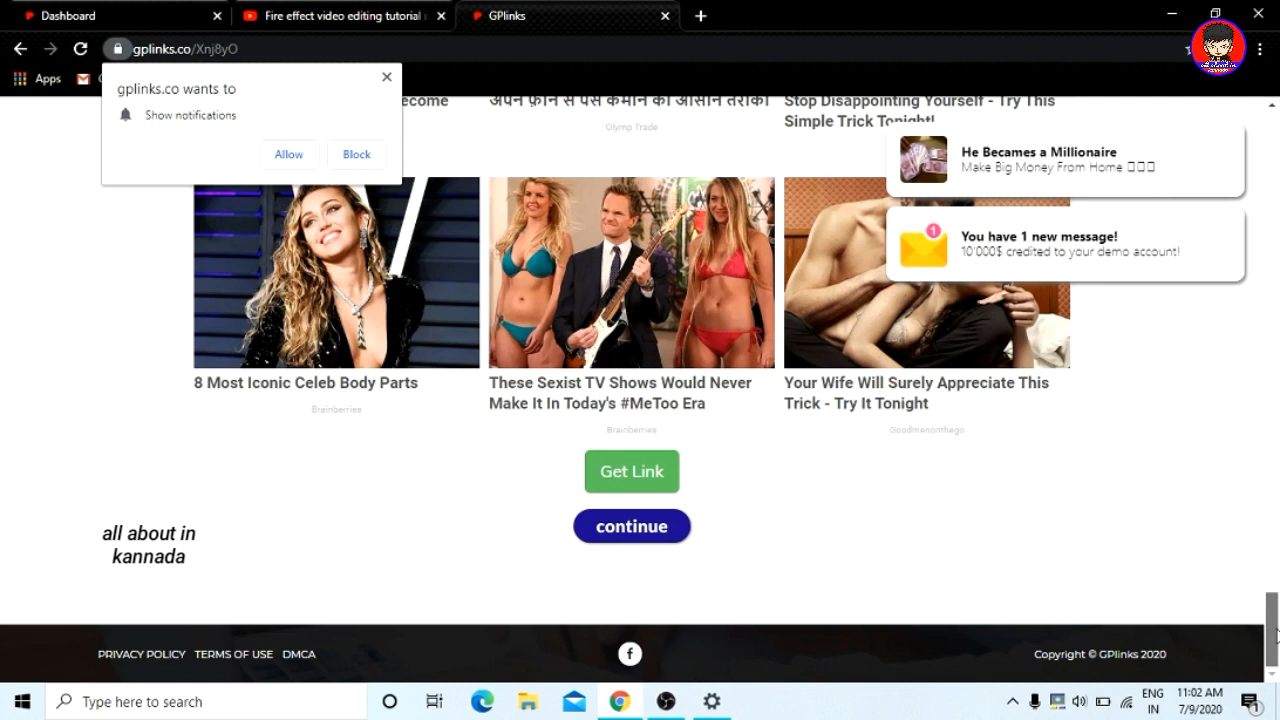 Dashboard
Fire effect video editing tutorial i
GPlinks
gplinks.co/Xnj8yO
Apps
gplinks.co wants to
Show notifications
Allow
Block
ecome
अपने फ़ोन से पैसे कमाने का आसान तरीका
Olymp Trade
Stop Disappointing Yourself - Try This
Simple Trick Tonight!
He Becames a Millionaire
Make Big Money From Home
You have 1 new message!
10'000$ credited to your demo account!
1
8 Most Iconic Celeb Body Parts
Brainberries
These Sexist TV Shows Would Never
Make It In Today's #MeToo Era
Brainberries
Your Wife Will Surely Appreciate This
Trick - Try It Tonight
Goodmenonthego
Get Link
continue
all about in
kannada
PRIVACY POLICY TERMS OF USE DMCA
Copyright © GPlinks 2020
Type here to search
ENG
IN
11:02 AM
7/9/2020
1